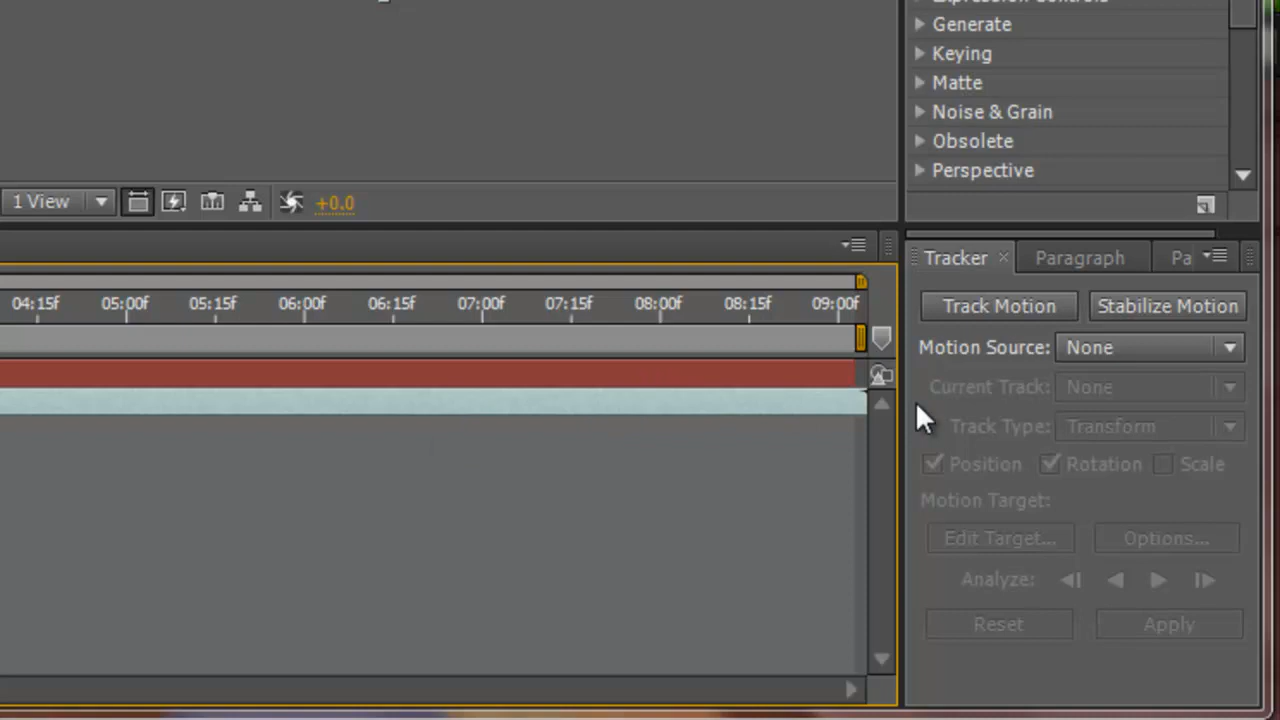 Expression Controls
Generate
Keying
Matte
Noise & Grain
Obsolete
Perspective
1 View
+0.0
04:15f 05:00f 05:15f 06:00f 06:15f 07:00f 07:15f 08:00f 08:15f 09:00f
Tracker Paragraph Pa
Track Motion Stabilize Motion
Motion Source: None
Current Track: None
Track Type: Transform
Position Rotation Scale
Motion Target:
Edit Target... Options...
Analyze:
Reset Apply